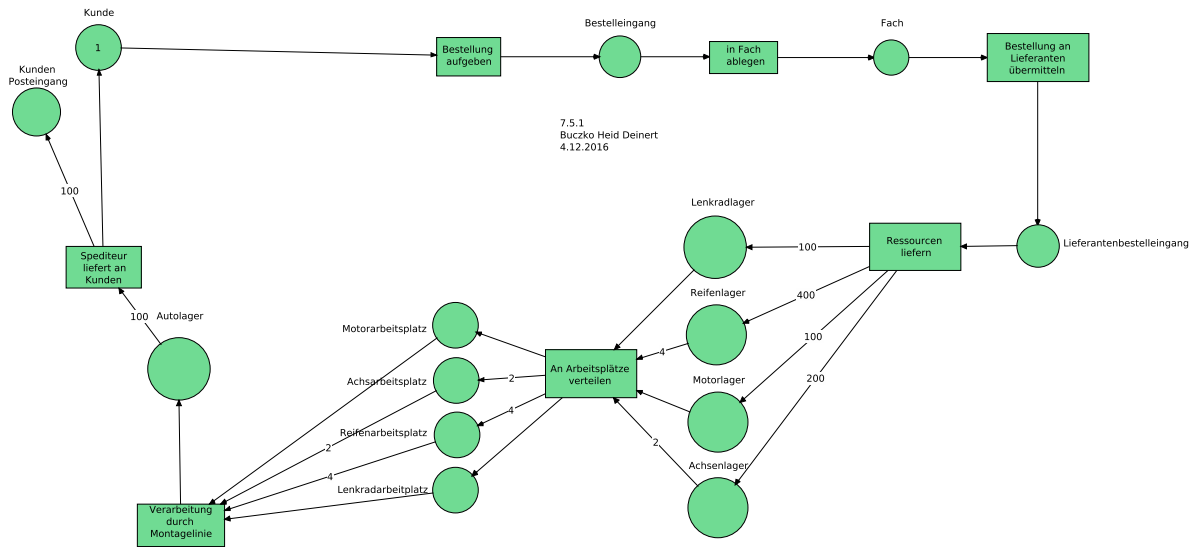 Kunde
1
Bestellung
aufgeben
Bestelleingang
in Fach
ablegen
Fach
Bestellung an
Lieferanten
übermitteln
Kunden
Posteingang
7.5.1
Buczko Heid Deinert
4.12.2016
100
Lenkradlager
100
Ressourcen
liefern
Lieferantenbestelleingang
Spediteur
liefert an
Kunden
Reifenlager
400
100
Autolager
Motorarbeitsplatz
4
100
An Arbeitsplätze
verteilen
Motorlager
200
Achsarbeitsplatz
2
4
Reifenarbeitsplatz
2
2
Achsenlager
4
Lenkradarbeitplatz
Verarbeitung
durch
Montagelinie